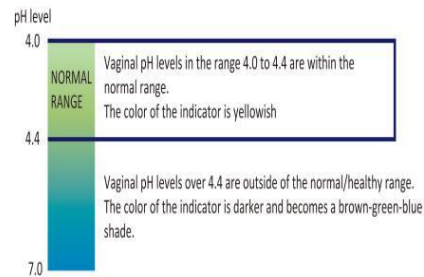 pH level
4.0
NORMAL
RANGE
Vaginal pH levels in the range 4.0 to 4.4 are within the
normal range.
The color of the indicator is yellowish
4.4
Vaginal pH levels over 4.4 are outside of the normal/healthy range.
The color of the indicator is darker and becomes a brown-green-blue
shade.
7.0